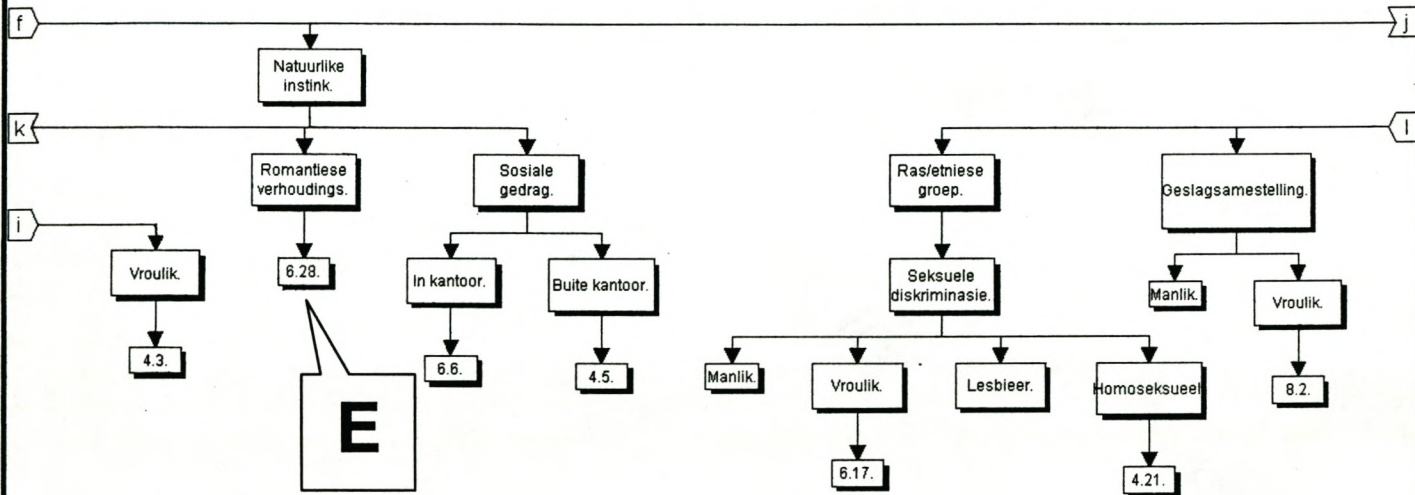 f
j
Natuurlike
instink.
k
l
Romantiese
verhoudings.
Sosiale
gedrag.
Ras/etniese
groep.
Geslagsamestelling.
i
Vroulik.
6.28.
In kantoor.
Buite kantoor.
Seksuele
diskriminasie.
Manlik.
Vroulik.
4.3.
6.6.
4.5.
Manlik.
Vroulik.
Lesbieer.
Homoseksueel
8.2.
E
6.17.
4.21.